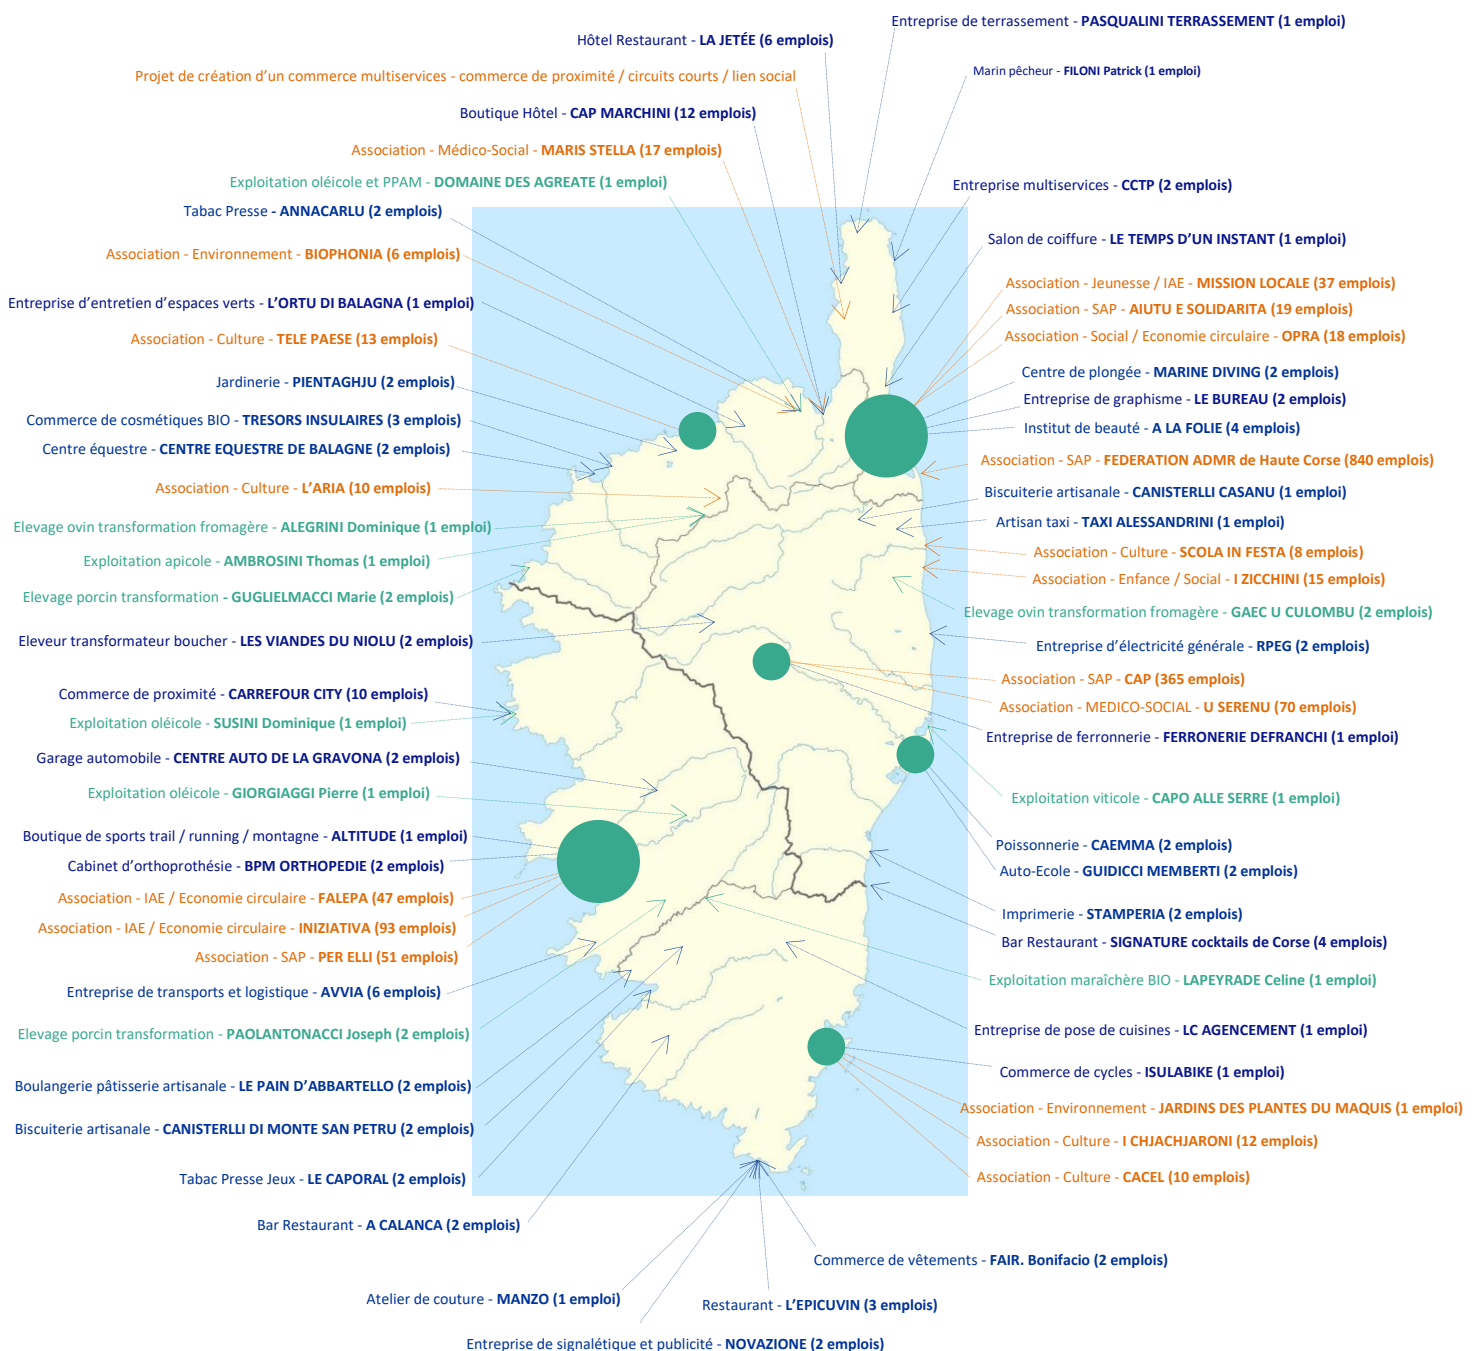 Entreprise de terrassement - PASQUALINI TERRASSEMENT (1 emploi)
Hôtel Restaurant - LA JETÉE (6 emplois)
Projet de création d'un commerce multiservices - commerce de proximité / circuits courts / lien social
Marin pêcheur - FILONI Patrick (1 emploi)
Boutique Hôtel - CAP MARCHINI (12 emplois)
Association - Médico-Social - MARIS STELLA (17 emplois)
Exploitation oléicole et PPAM - DOMAINE DES AGREATE (1 emploi)
Tabac Presse - ANNACARLU (2 emplois)
Association - Environnement - BIOPHONIA (6 emplois)
Entreprise d'entretien d'espaces verts - L'ORTU DI BALAGNA (1 emploi)
Association - Culture - TELE PAESE (13 emplois)
Jardinerie - PIENTAGHJU (2 emplois)
Commerce de cosmétiques BIO - TRESORS INSULAIRES (3 emplois)
Centre équestre - CENTRE EQUESTRE DE BALAGNE (2 emplois)
Association - Culture - L'ARIA (10 emplois)
Elevage ovin transformation fromagère - ALEGRINI Dominique (1 emploi)
Exploitation apicole - AMBROSINI Thomas (1 emploi)
Elevage porcin transformation - GUGLIELMACCI Marie (2 emplois)
Eleveur transformateur boucher - LES VIANDES DU NIOLU (2 emplois)
Commerce de proximité - CARREFOUR CITY (10 emplois)
Exploitation oléicole - SUSINI Dominique (1 emploi)
Garage automobile - CENTRE AUTO DE LA GRAVONA (2 emplois)
Exploitation oléicole - GIORGIAGGI Pierre (1 emploi)
Boutique de sports trail / running / montagne - ALTITUDE (1 emploi)
Cabinet d'orthoprothésie - BPM ORTHOPEDIE (2 emplois)
Association - IAE / Economie circulaire - FALEPA (47 emplois)
Association - IAE / Economie circulaire - INIZIATIVA (93 emplois)
Association - SAP - PER ELLI (51 emplois)
Entreprise de transports et logistique - AVVIA (6 emplois)
Elevage porcin transformation - PAOLANTONACCI Joseph (2 emplois)
Boulangerie pâtisserie artisanale - LE PAIN D'ABBARTELLO (2 emplois)
Biscuiterie artisanale - CANISTERLLI DI MONTE SAN PETRU (2 emplois)
Tabac Presse Jeux - LE CAPORAL (2 emplois)
Bar Restaurant - A CALANCA (2 emplois)
Atelier de couture - MANZO (1 emploi)
Entreprise de signalétique et publicité - NOVAZIONE (2 emplois)
Entreprise multiservices - CCTP (2 emplois)
Salon de coiffure - LE TEMPS D'UN INSTANT (1 emploi)
Association - Jeunesse / IAE - MISSION LOCALE (37 emplois)
Association - SAP - AIUTU E SOLIDARITA (19 emplois)
Association - Social / Economie circulaire - OPRA (18 emplois)
Centre de plongée - MARINE DIVING (2 emplois)
Entreprise de graphisme - LE BUREAU (2 emplois)
Institut de beauté - A LA FOLIE (4 emplois)
Association - SAP - FEDERATION ADMR de Haute Corse (840 emplois)
Biscuiterie artisanale - CANISTERLLI CASANU (1 emploi)
Artisan taxi - TAXI ALESSANDRINI (1 emploi)
Association - Culture - SCOLA IN FESTA (8 emplois)
Association - Enfance / Social - I ZICCHINI (15 emplois)
Elevage ovin transformation fromagère - GAEC U CULOMBU (2 emplois)
Entreprise d'électricité générale - RPEG (2 emplois)
Association - SAP - CAP (365 emplois)
Association - MEDICO-SOCIAL - U SERENU (70 emplois)
Entreprise de ferronnerie - FERRONERIE DEFRANCHI (1 emploi)
Exploitation viticole - CAPO ALLE SERRE (1 emploi)
Poissonnerie - CAEMMA (2 emplois)
Auto-Ecole - GUIDICCI MEMBERTI (2 emplois)
Imprimerie - STAMPERIA (2 emplois)
Bar Restaurant - SIGNATURE cocktails de Corse (4 emplois)
Exploitation maraîchère BIO - LAPEYRADE Celine (1 emploi)
Entreprise de pose de cuisines - LC AGENCEMENT (1 emploi)
Commerce de cycles - ISULABIKE (1 emploi)
Association - Environnement - JARDINS DES PLANTES DU MAQUIS (1 emploi)
Association - Culture - I CHJACHJARONI (12 emplois)
Association - Culture - CACEL (10 emplois)
Commerce de vêtements - FAIR. Bonifacio (2 emplois)
Restaurant - L'EPICUVIN (3 emplois)